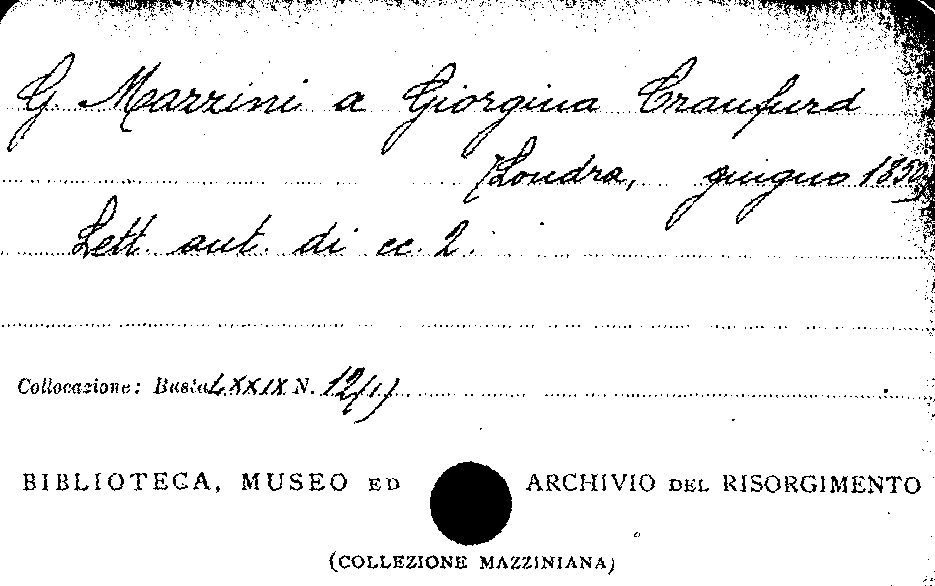 G. Mazzini a Giorgina Craufurd
[Londra, giugno 1850]
Lett. aut. di cc. 2.
Collocazione: Busta LXXIX N. 12(1)
BIBLIOTECA, MUSEO ED ARCHIVIO DEL RISORGIMENTO
(COLLEZIONE MAZZINIANA)